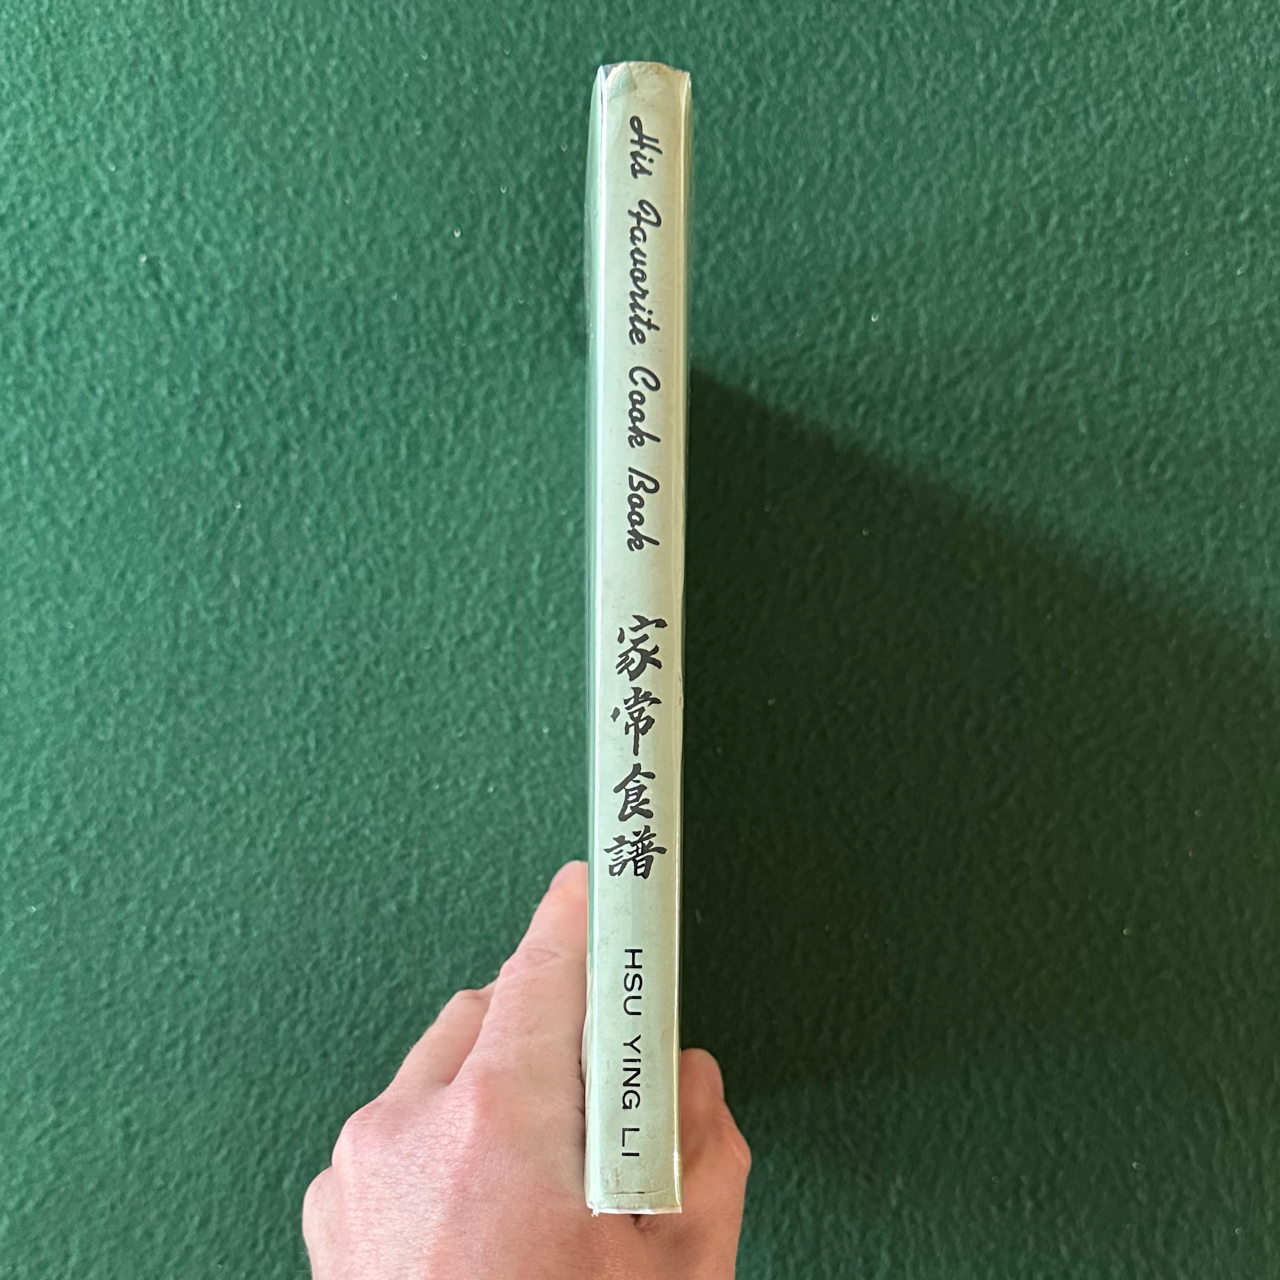 His Favorite Cook Book
家常食譜
HSU YING LI